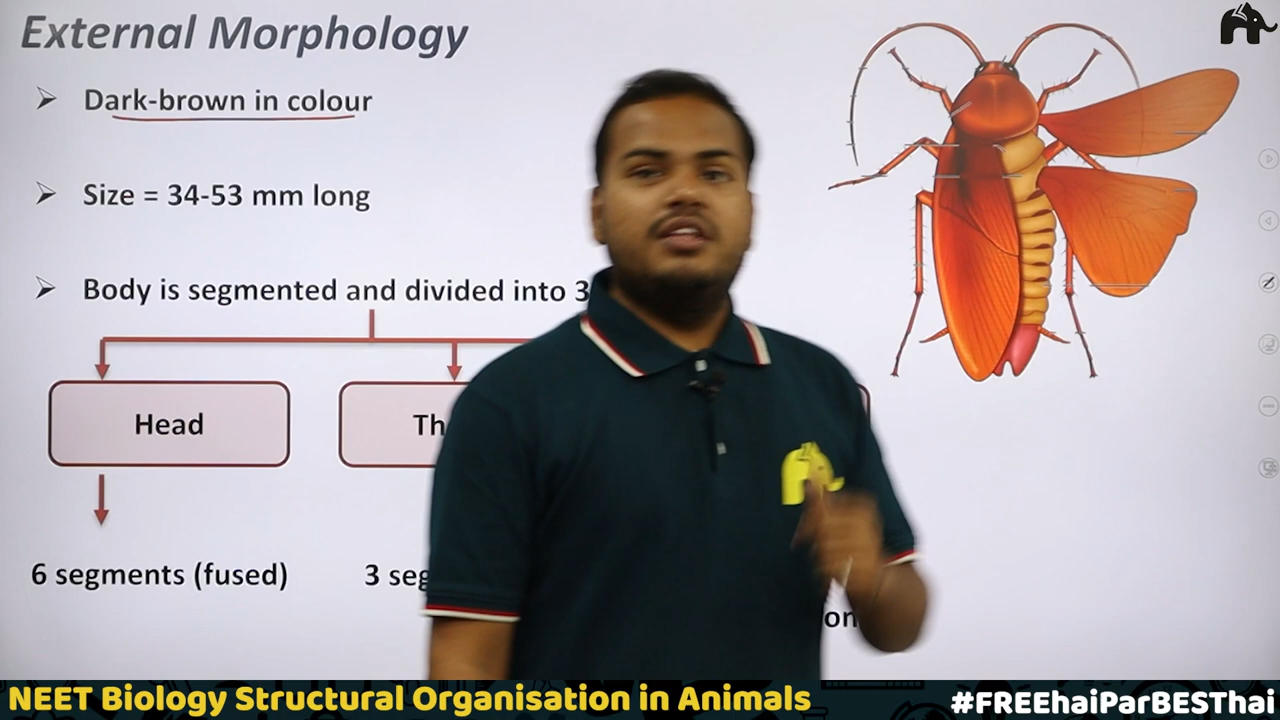 External Morphology
➢ Dark-brown in colour
➢ Size = 34-53 mm long
➢ Body is segmented and divided into 3
Head
Th
6 segments (fused)
3 seg
on
NEET Biology Structural Organisation in Animals
#FREEhaiParBESThai